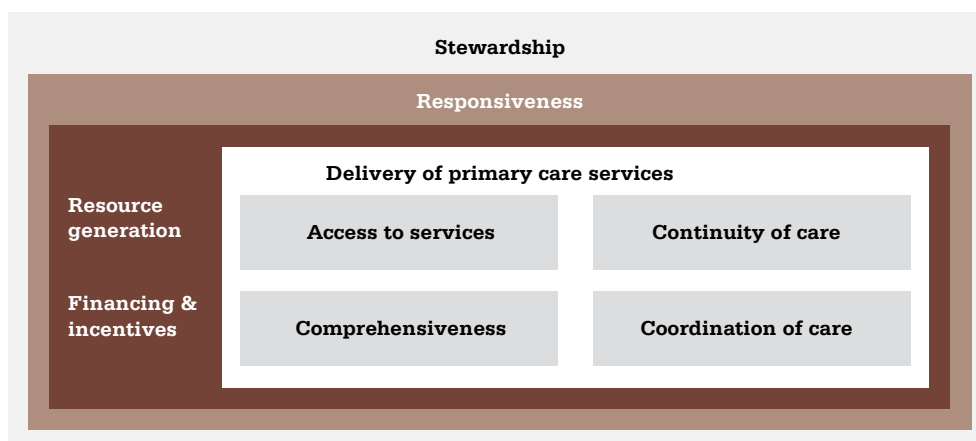 Stewardship
Responsiveness
Delivery of primary care services
Resource
generation
Access to services
Continuity of care
Financing &
incentives
Comprehensiveness
Coordination of care